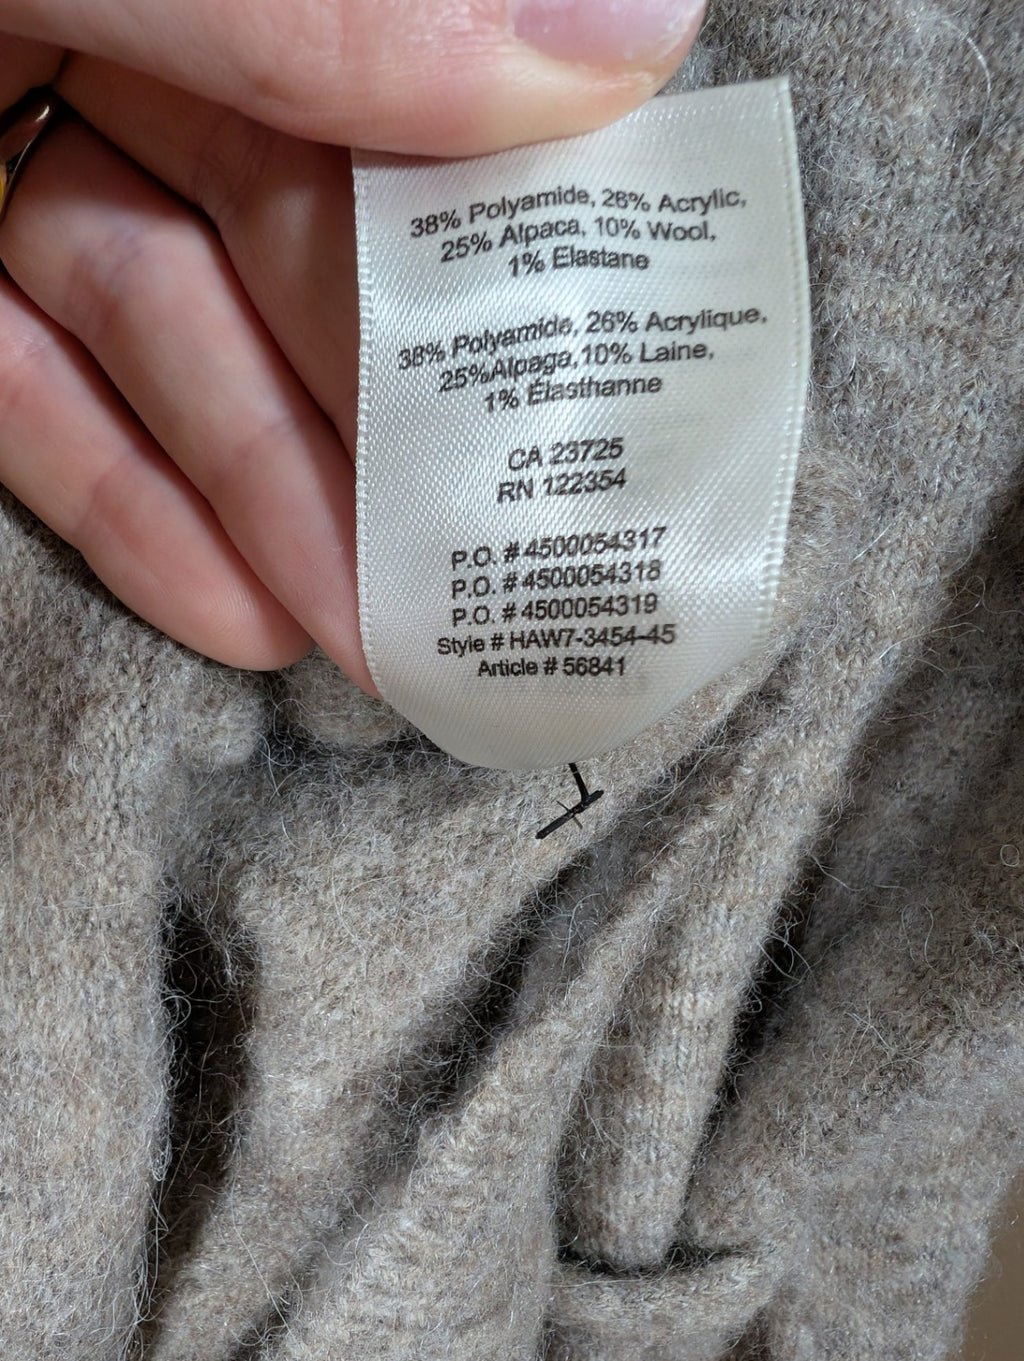 38% Polyamide, 26% Acrylic,
25% Alpaca, 10% Wool,
1% Elastane
38% Polyamide, 26% Acrylique,
25%Alpaga,10% Laine,
1% Élasthanne
CA 23725
RN 122354
P.O. # 4500054317
P.O. # 4500054318
P.O. # 4500054319
Style # HAW7-3454-45
Article # 56841